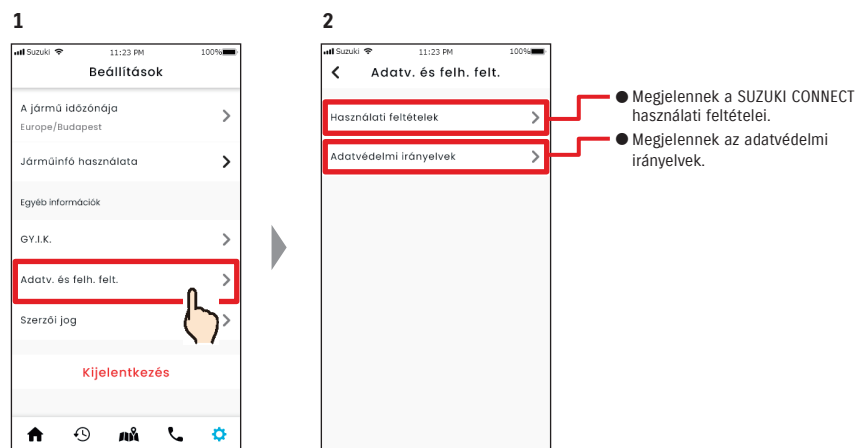 1
Suzuki 11:23 PM 100%
Beállítások
A jármű időzónája
Europe/Budapest
Járműinfó használata
Egyéb információk
GY.I.K.
Adatv. és felh. felt.
Szerzői jog
Kijelentkezés
2
Suzuki 11:23 PM 100%
Adatv. és felh. felt.
Használati feltételek
Adatvédelmi irányelvek
● Megjelennek a SUZUKI CONNECT
használati feltételei.
● Megjelennek az adatvédelmi
irányelvek.